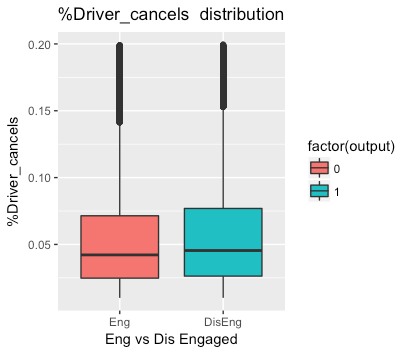 %Driver_cancels  distribution
0.20
0.15
0.10
0.05
%Driver_cancels
Eng
DisEng
Eng vs Dis Engaged
factor(output)
0
1